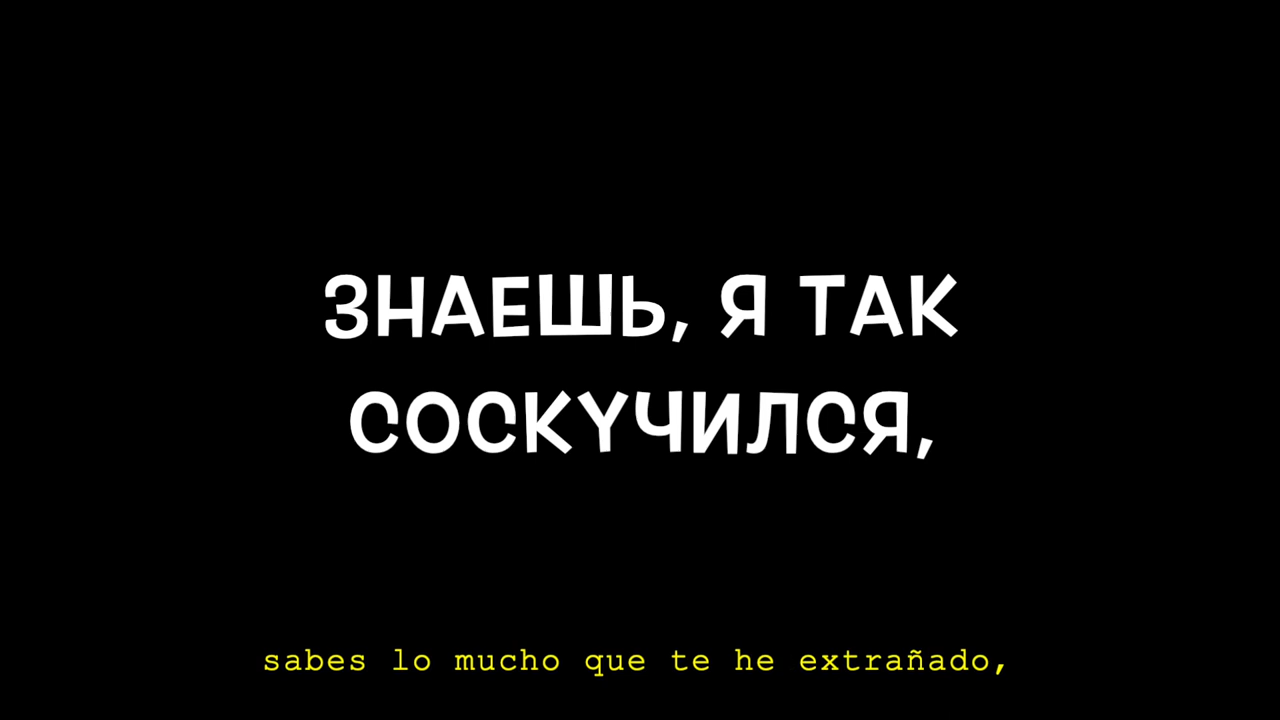 ЗНАЕШЬ, Я ТАК
СОСКУЧИЛСЯ,
sabes lo mucho que te he extrañado,